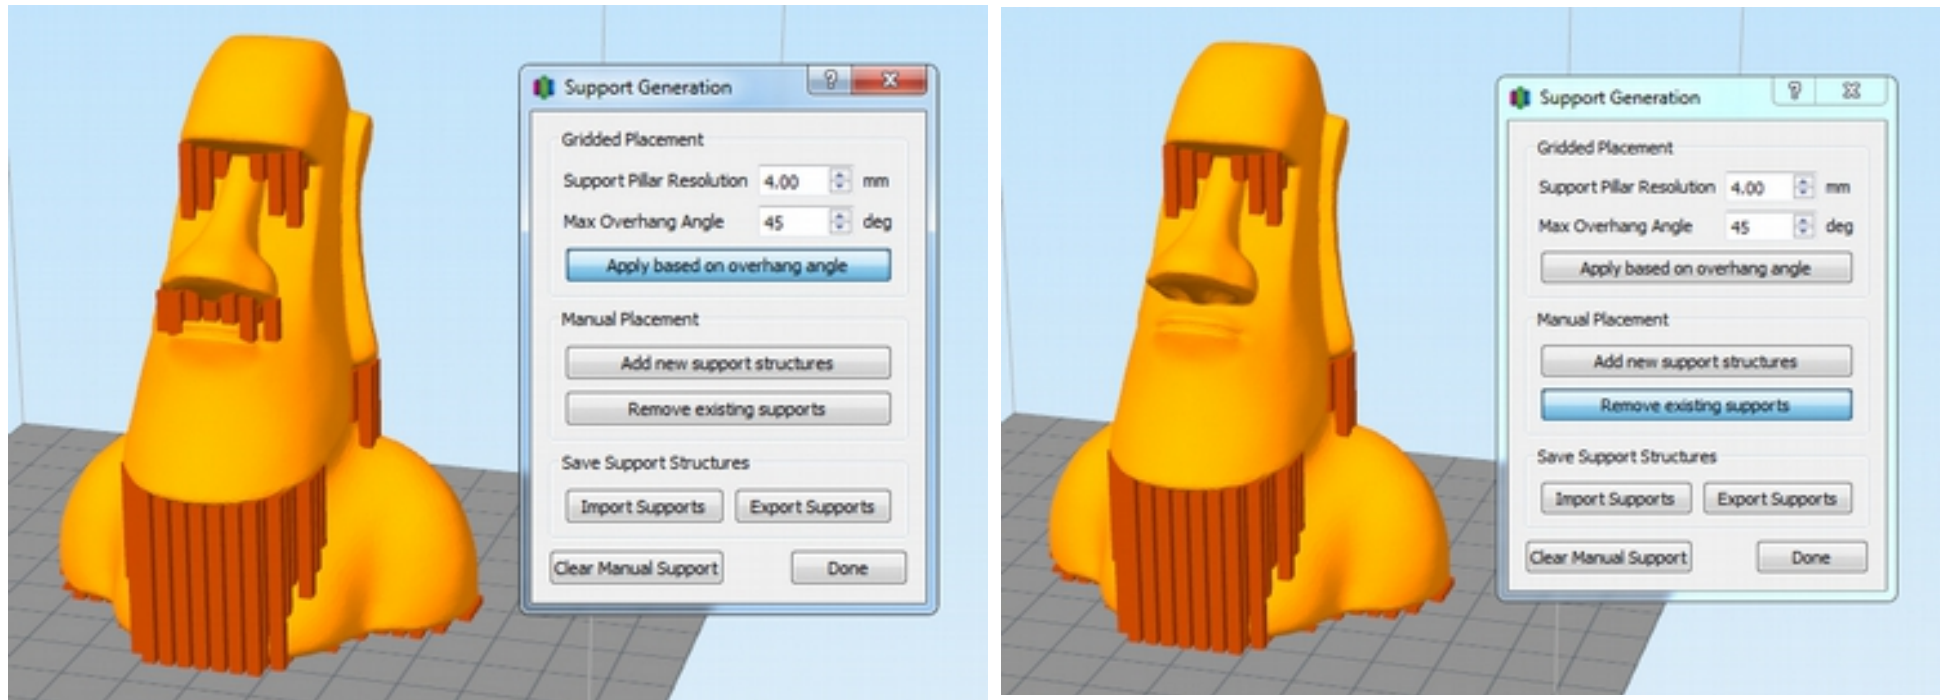 Support Generation
Gridded Placement
Support Pillar Resolution 4.00 mm
Max Overhang Angle 45 deg
Apply based on overhang angle
Manual Placement
Add new support structures
Remove existing supports
Save Support Structures
Import Supports Export Supports
Clear Manual Support Done
Support Generation
Gridded Placement
Support Pillar Resolution 4.00 mm
Max Overhang Angle 45 deg
Apply based on overhang angle
Manual Placement
Add new support structures
Remove existing supports
Save Support Structures
Import Supports Export Supports
Clear Manual Support Done